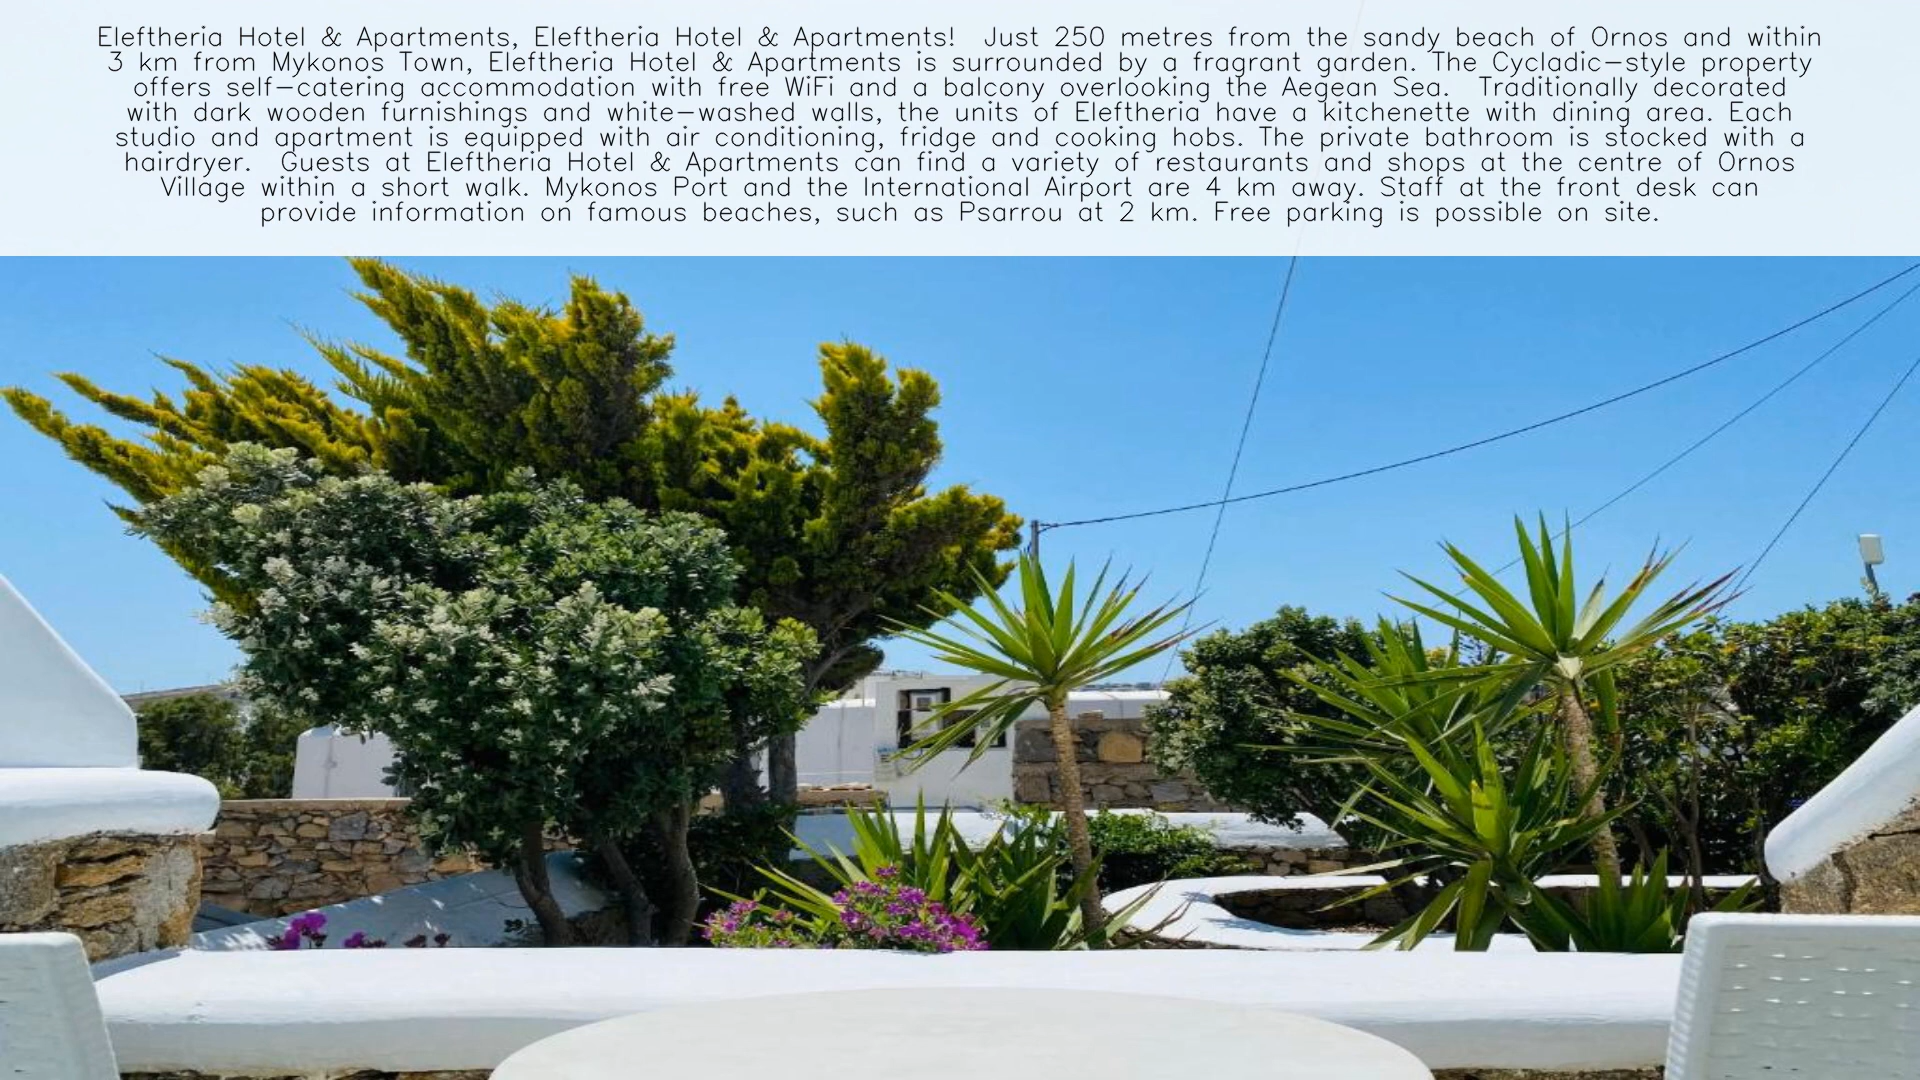 Eleftheria Hotel & Apartments, Eleftheria Hotel & Apartments!  Just 250 metres from the sandy beach of Ornos and within
3 km from Mykonos Town, Eleftheria Hotel & Apartments is surrounded by a fragrant garden. The Cycladic-style property
offers self-catering accommodation with free WiFi and a balcony overlooking the Aegean Sea.  Traditionally decorated
with dark wooden furnishings and white-washed walls, the units of Eleftheria have a kitchenette with dining area. Each
studio and apartment is equipped with air conditioning, fridge and cooking hobs. The private bathroom is stocked with a
hairdryer.  Guests at Eleftheria Hotel & Apartments can find a variety of restaurants and shops at the centre of Ornos
Village within a short walk. Mykonos Port and the International Airport are 4 km away. Staff at the front desk can
provide information on famous beaches, such as Psarrou at 2 km. Free parking is possible on site.